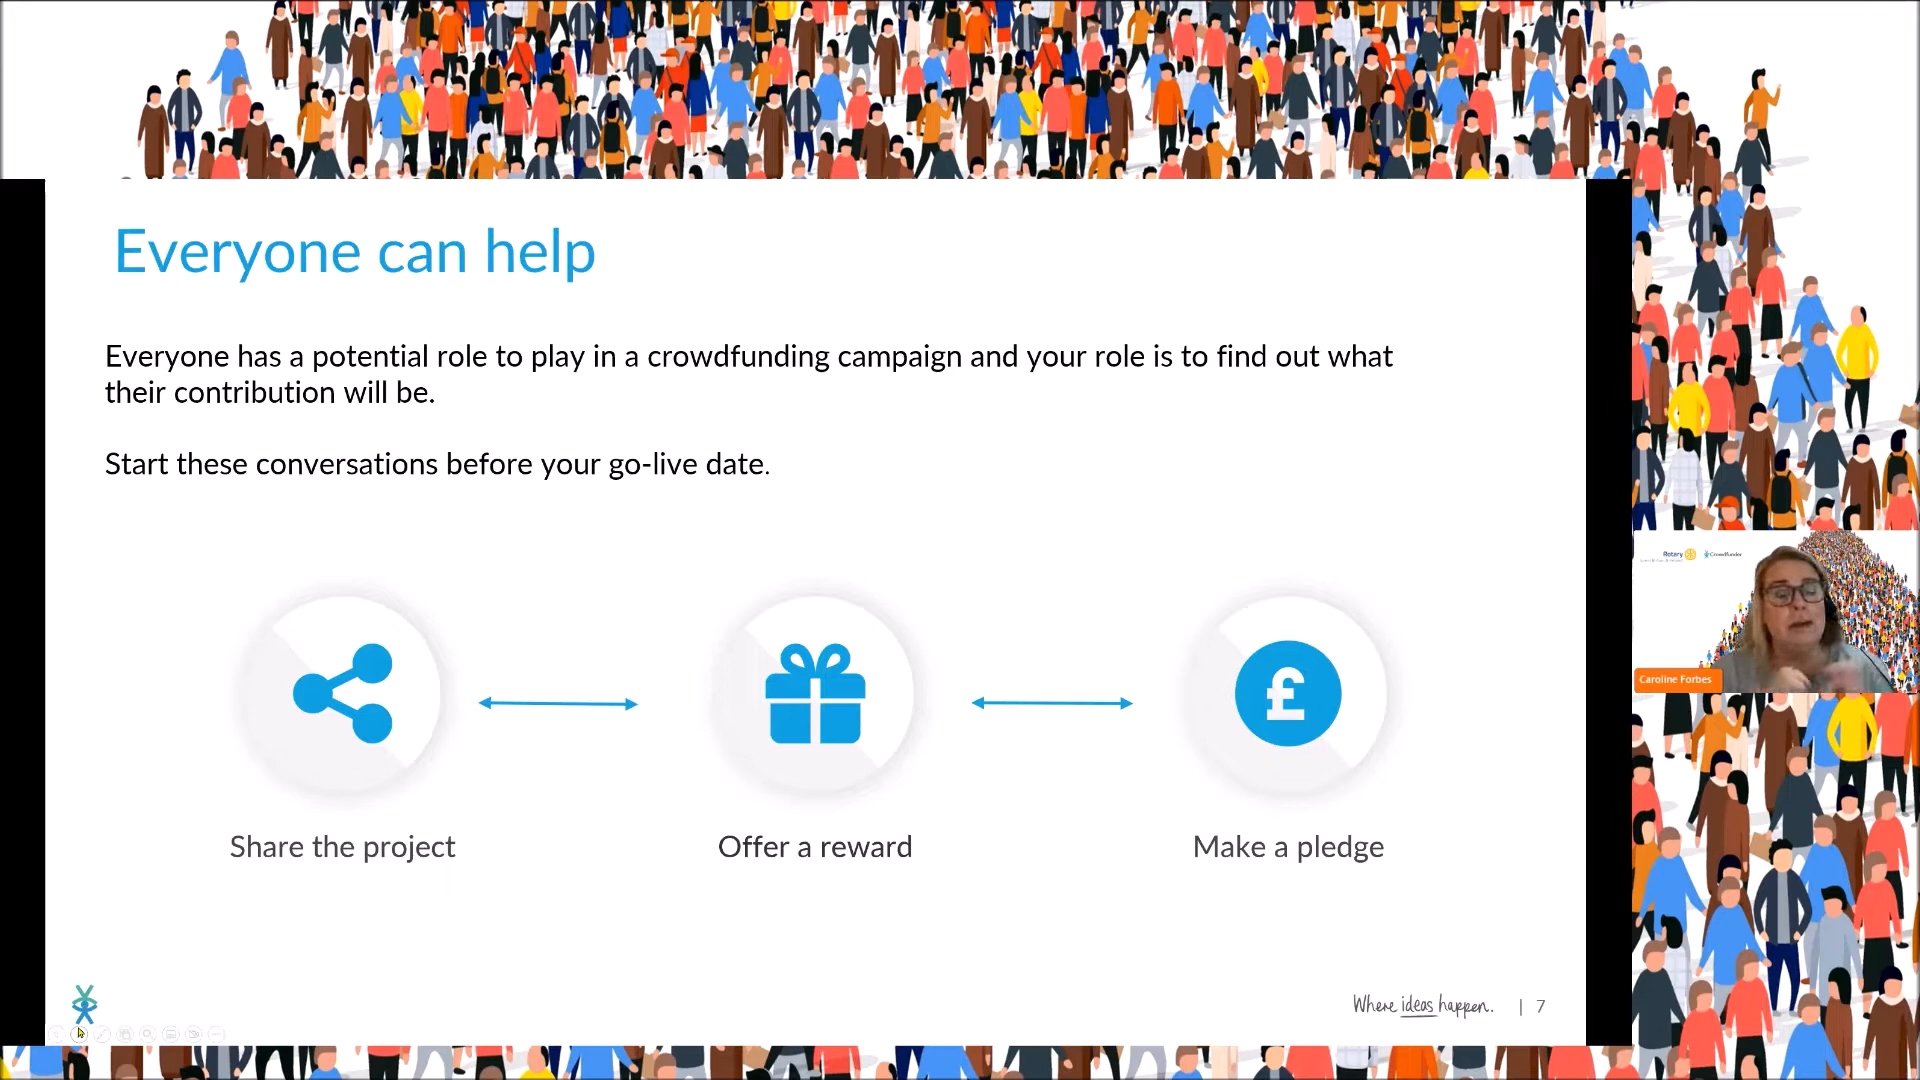 Everyone can help
Everyone has a potential role to play in a crowdfunding campaign and your role is to find out what
their contribution will be.
Start these conversations before your go-live date.
£
Share the project
Offer a reward
Make a pledge
Where ideas happen.
| 7
Rotary
Crowdfunder
Caroline Forbes